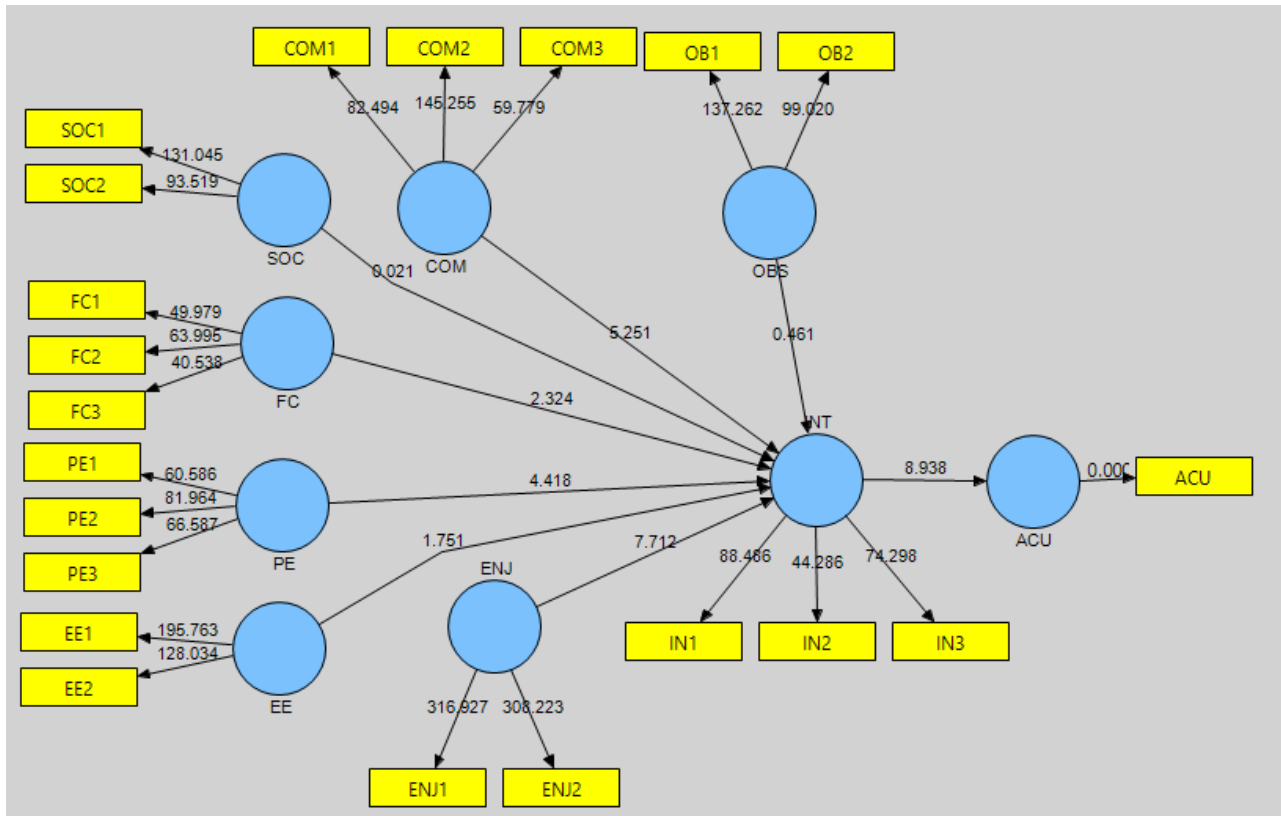 COM1
COM2
COM3
OB1
OB2
82.494
145.255
59.779
137.262
99.020
SOC1
SOC2
131.045
93.519
SOC
COM
OBS
0.021
5.251
0.461
FC1
FC2
FC3
49.979
63.995
40.538
FC
2.324
INT
PE1
PE2
PE3
60.586
81.964
66.587
PE
4.418
8.938
0.000
ACU
ACU
1.751
7.712
ENJ
88.486
44.286
74.298
IN1
IN2
IN3
EE1
EE2
195.763
128.034
EE
316.927
308.223
ENJ1
ENJ2